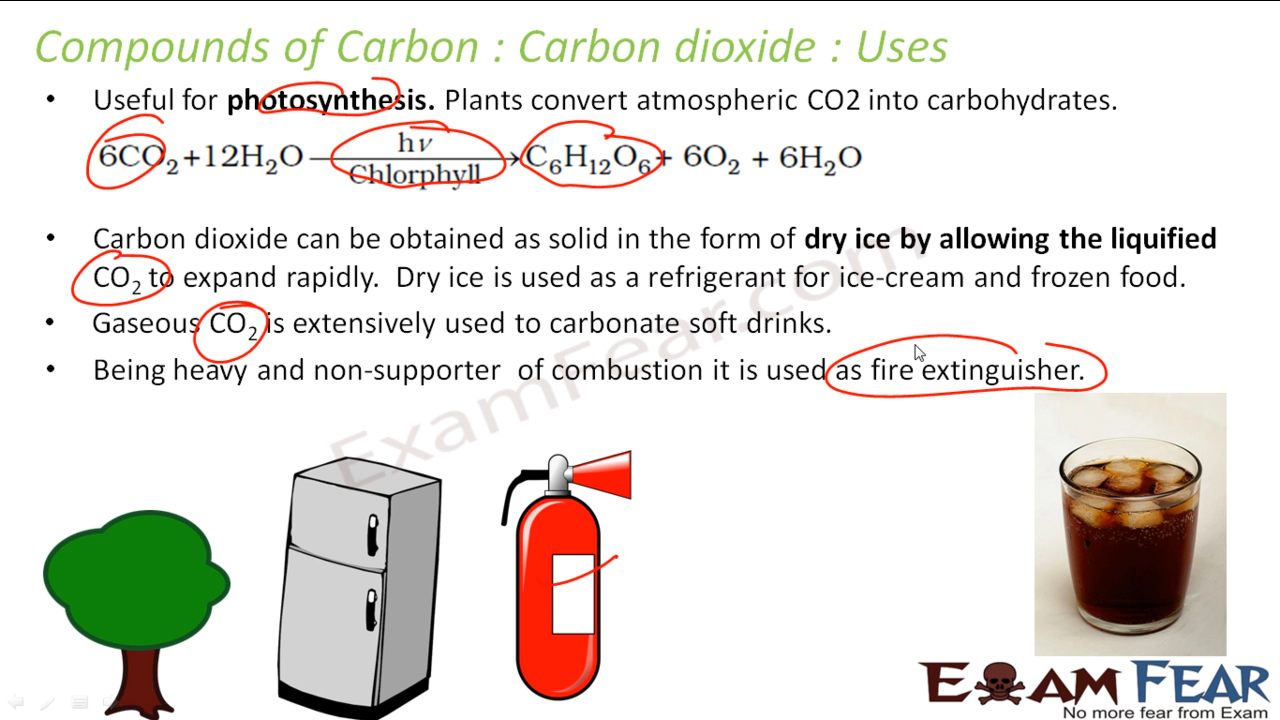 Compounds of Carbon : Carbon dioxide : Uses
• Useful for photosynthesis. Plants convert atmospheric CO2 into carbohydrates.
6CO₂+12H₂O hν Chlorphyll → C₆H₁₂O₆+ 6O₂ + 6H₂O
• Carbon dioxide can be obtained as solid in the form of dry ice by allowing the liquified
CO₂ to expand rapidly. Dry ice is used as a refrigerant for ice-cream and frozen food.
• Gaseous CO₂ is extensively used to carbonate soft drinks.
• Being heavy and non-supporter of combustion it is used as fire extinguisher.
ExamFear.com
EXAM FEAR
No more fear from Exam